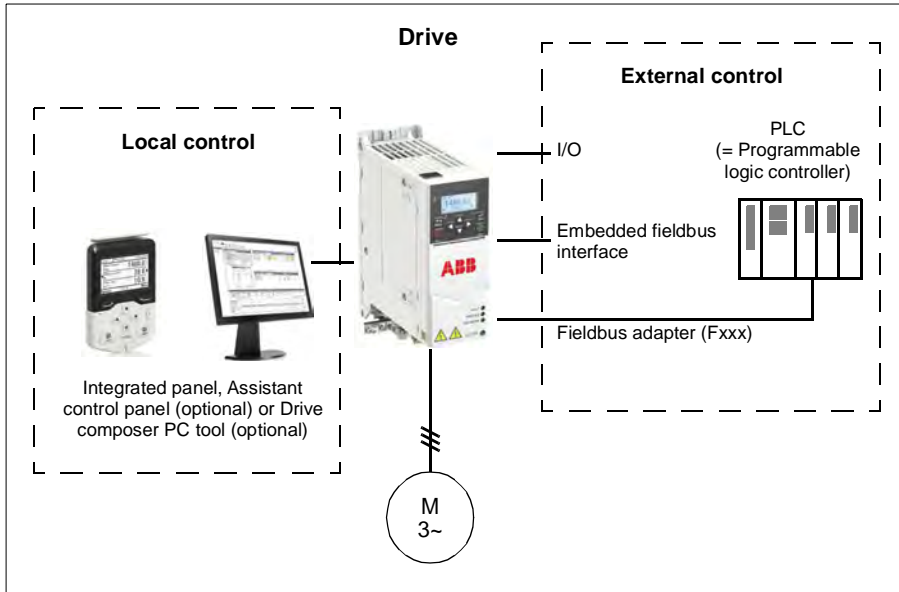 Drive
Local control
Integrated panel, Assistant
control panel (optional) or Drive
composer PC tool (optional)
ABB
External control
I/O
PLC
(= Programmable
logic controller)
Embedded fieldbus
interface
Fieldbus adapter (Fxxx)
M
3~